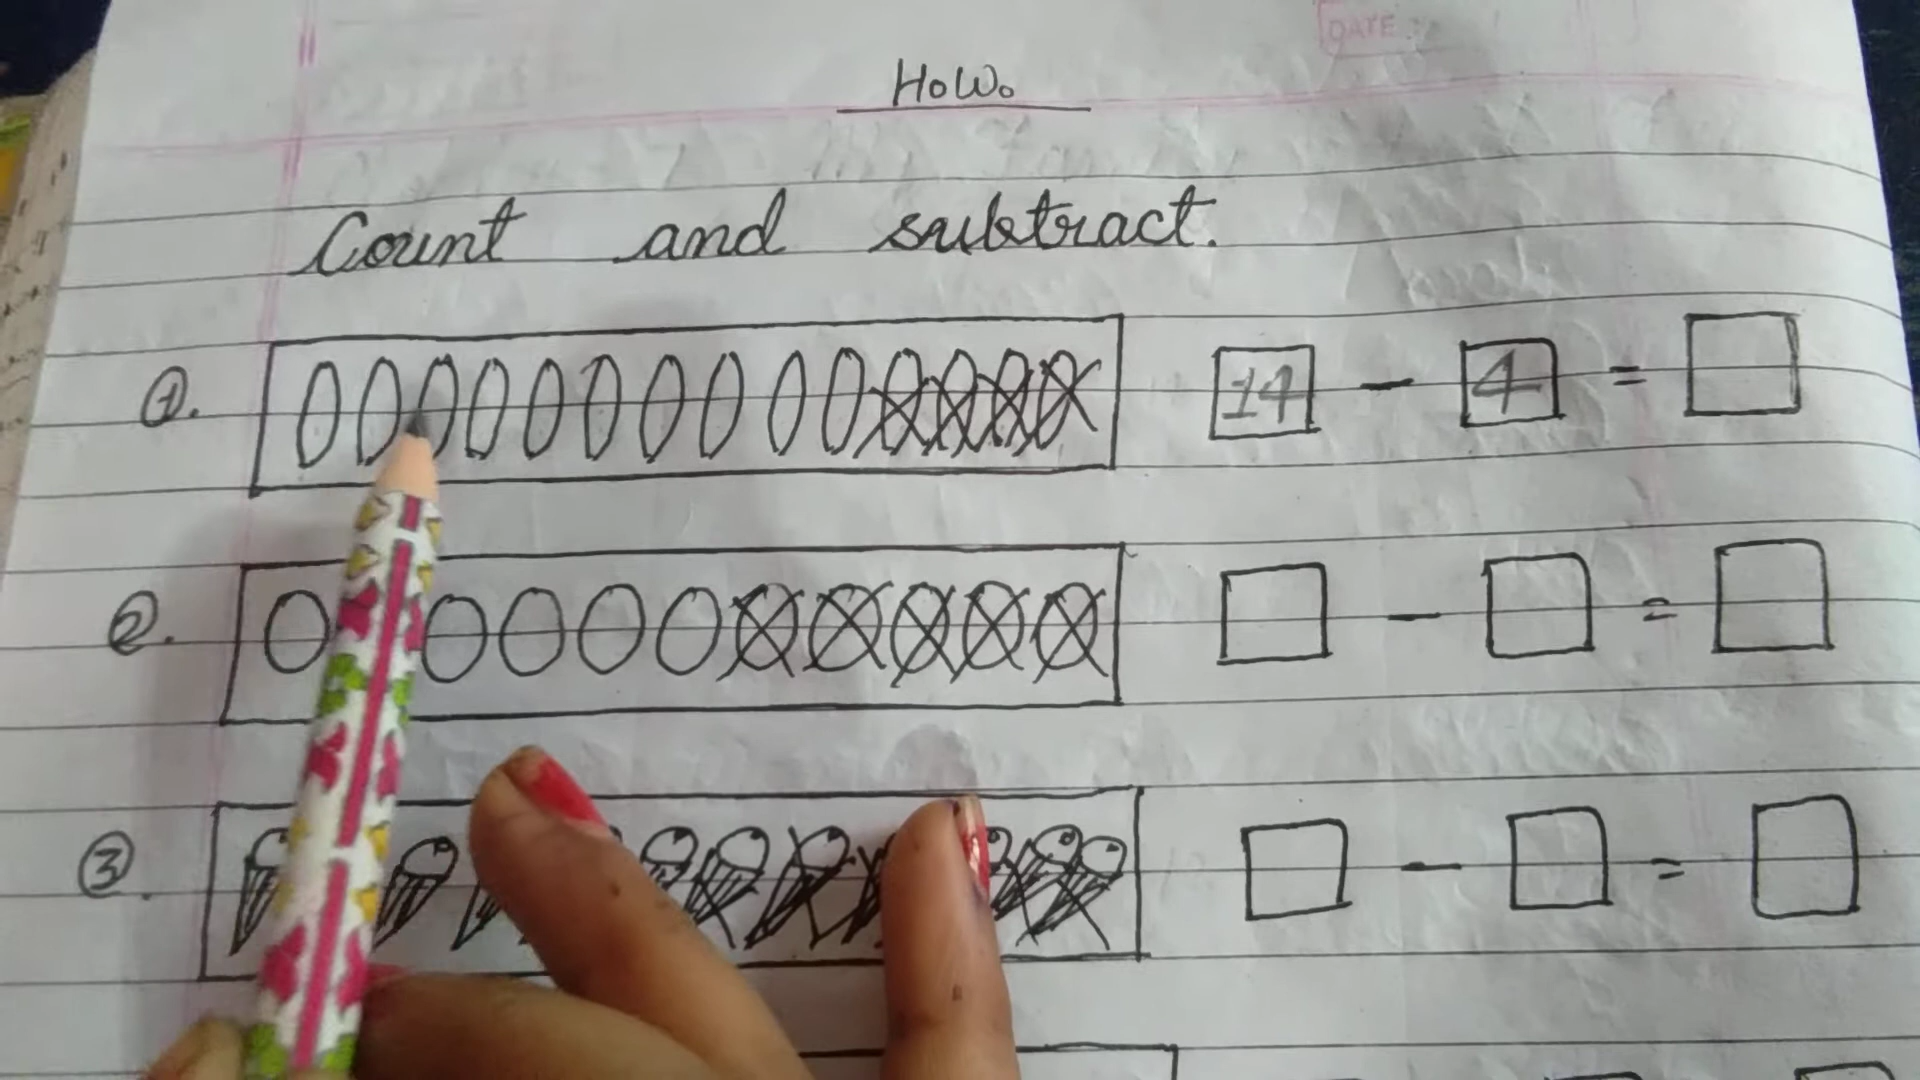 DATE
H.W.
Count and subtract.
1. 14 - 4 =
2. - =
3. - =